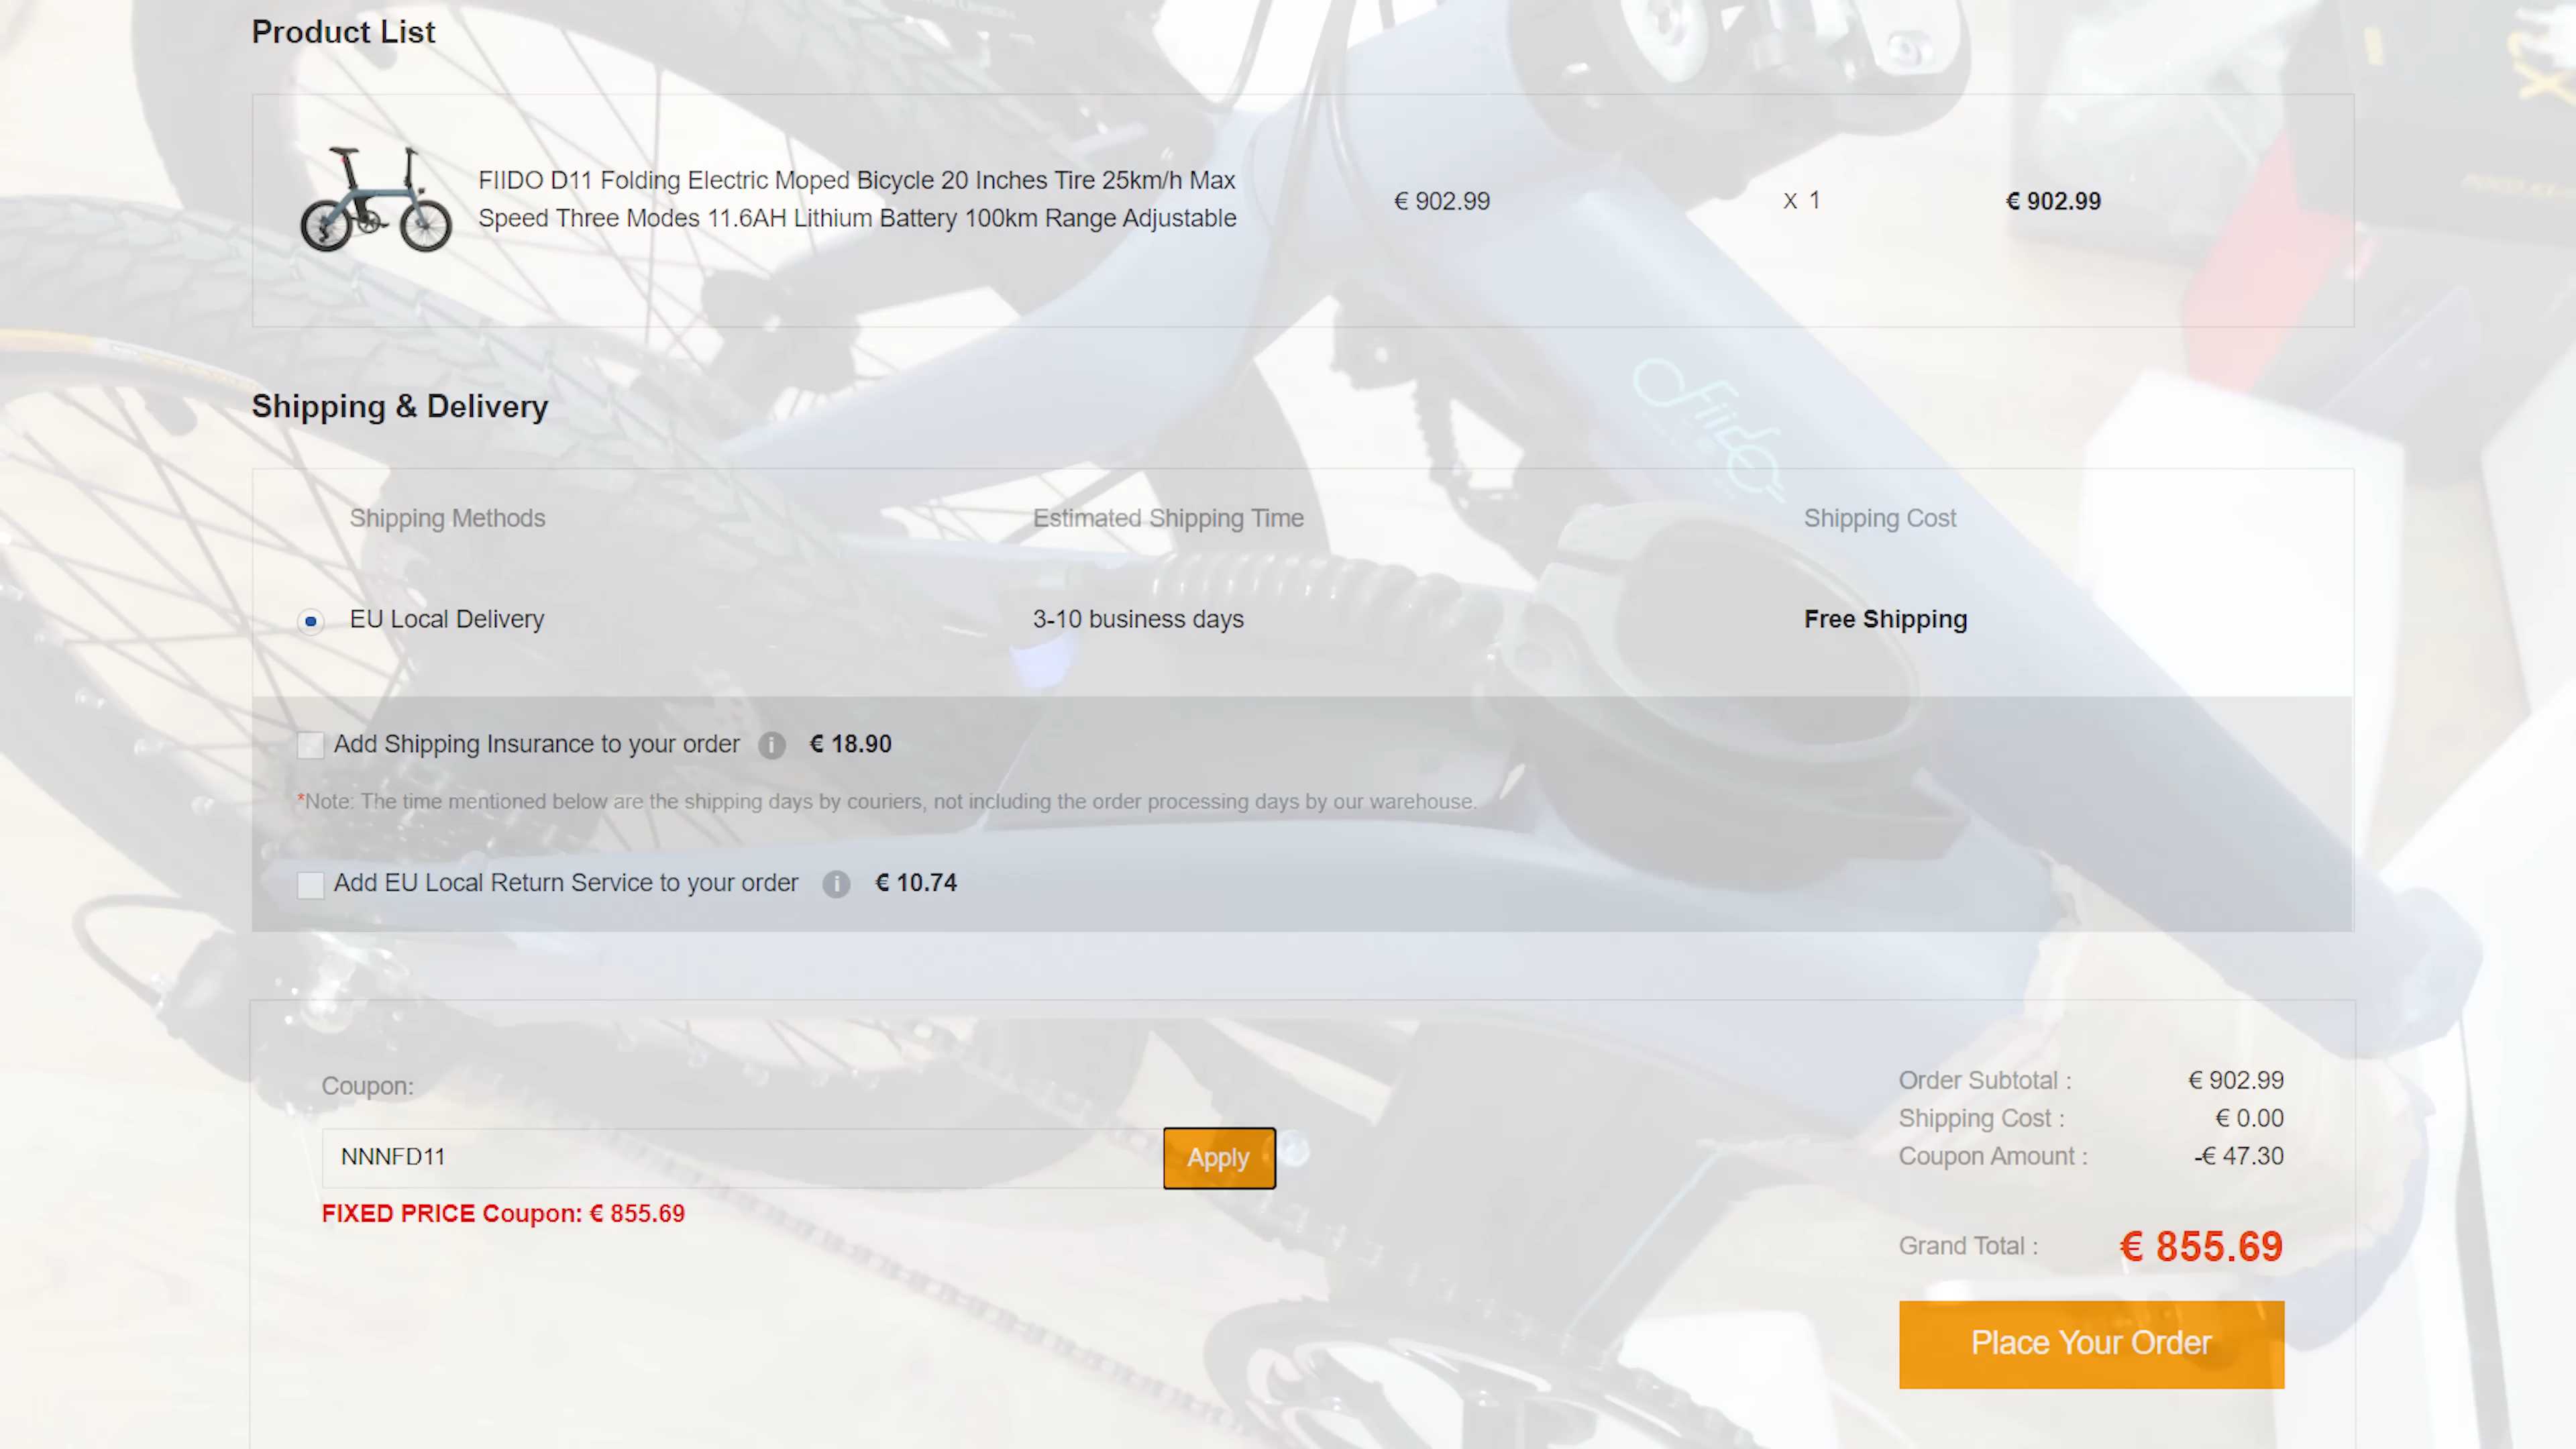 Product List
FIIDO D11 Folding Electric Moped Bicycle 20 Inches Tire 25km/h Max
Speed Three Modes 11.6AH Lithium Battery 100km Range Adjustable
€ 902.99
X 1
€ 902.99
Fiido
Shipping & Delivery
Shipping Methods
Estimated Shipping Time
Shipping Cost
EU Local Delivery
3-10 business days
Free Shipping
Add Shipping Insurance to your order
€ 18.90
*Note: The time mentioned below are the shipping days by couriers, not including the order processing days by our warehouse.
Add EU Local Return Service to your order
€ 10.74
Coupon:
NNNFD11
Apply
FIXED PRICE Coupon: € 855.69
Order Subtotal : € 902.99
Shipping Cost : € 0.00
Coupon Amount : -€ 47.30
Grand Total : € 855.69
Place Your Order